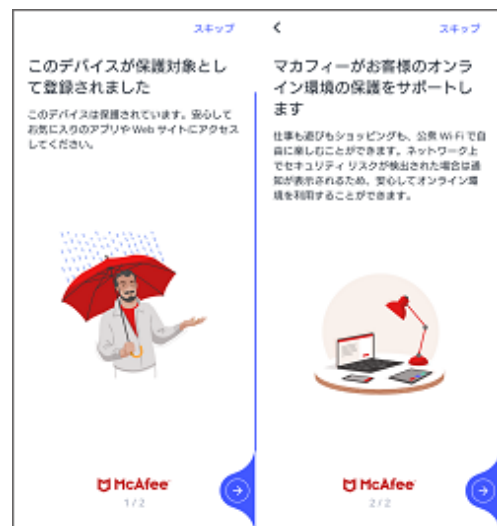 スキップ
このデバイスが保護対象とし
て登録されました
このデバイスは保護されています。安心して
お気に入りのアプリや Web サイトにアクセス
してください。
McAfee
1 / 2
スキップ
マカフィーがお客様のオンラ
イン環境の保護をサポートし
ます
仕事も遊びもショッピングも、公衆 Wi-Fi で自
由に楽しむことができます。ネットワーク上
でセキュリティ リスクが検出された場合は通
知が表示されるため、安心してオンライン環
境を利用することができます。
McAfee
2 / 2